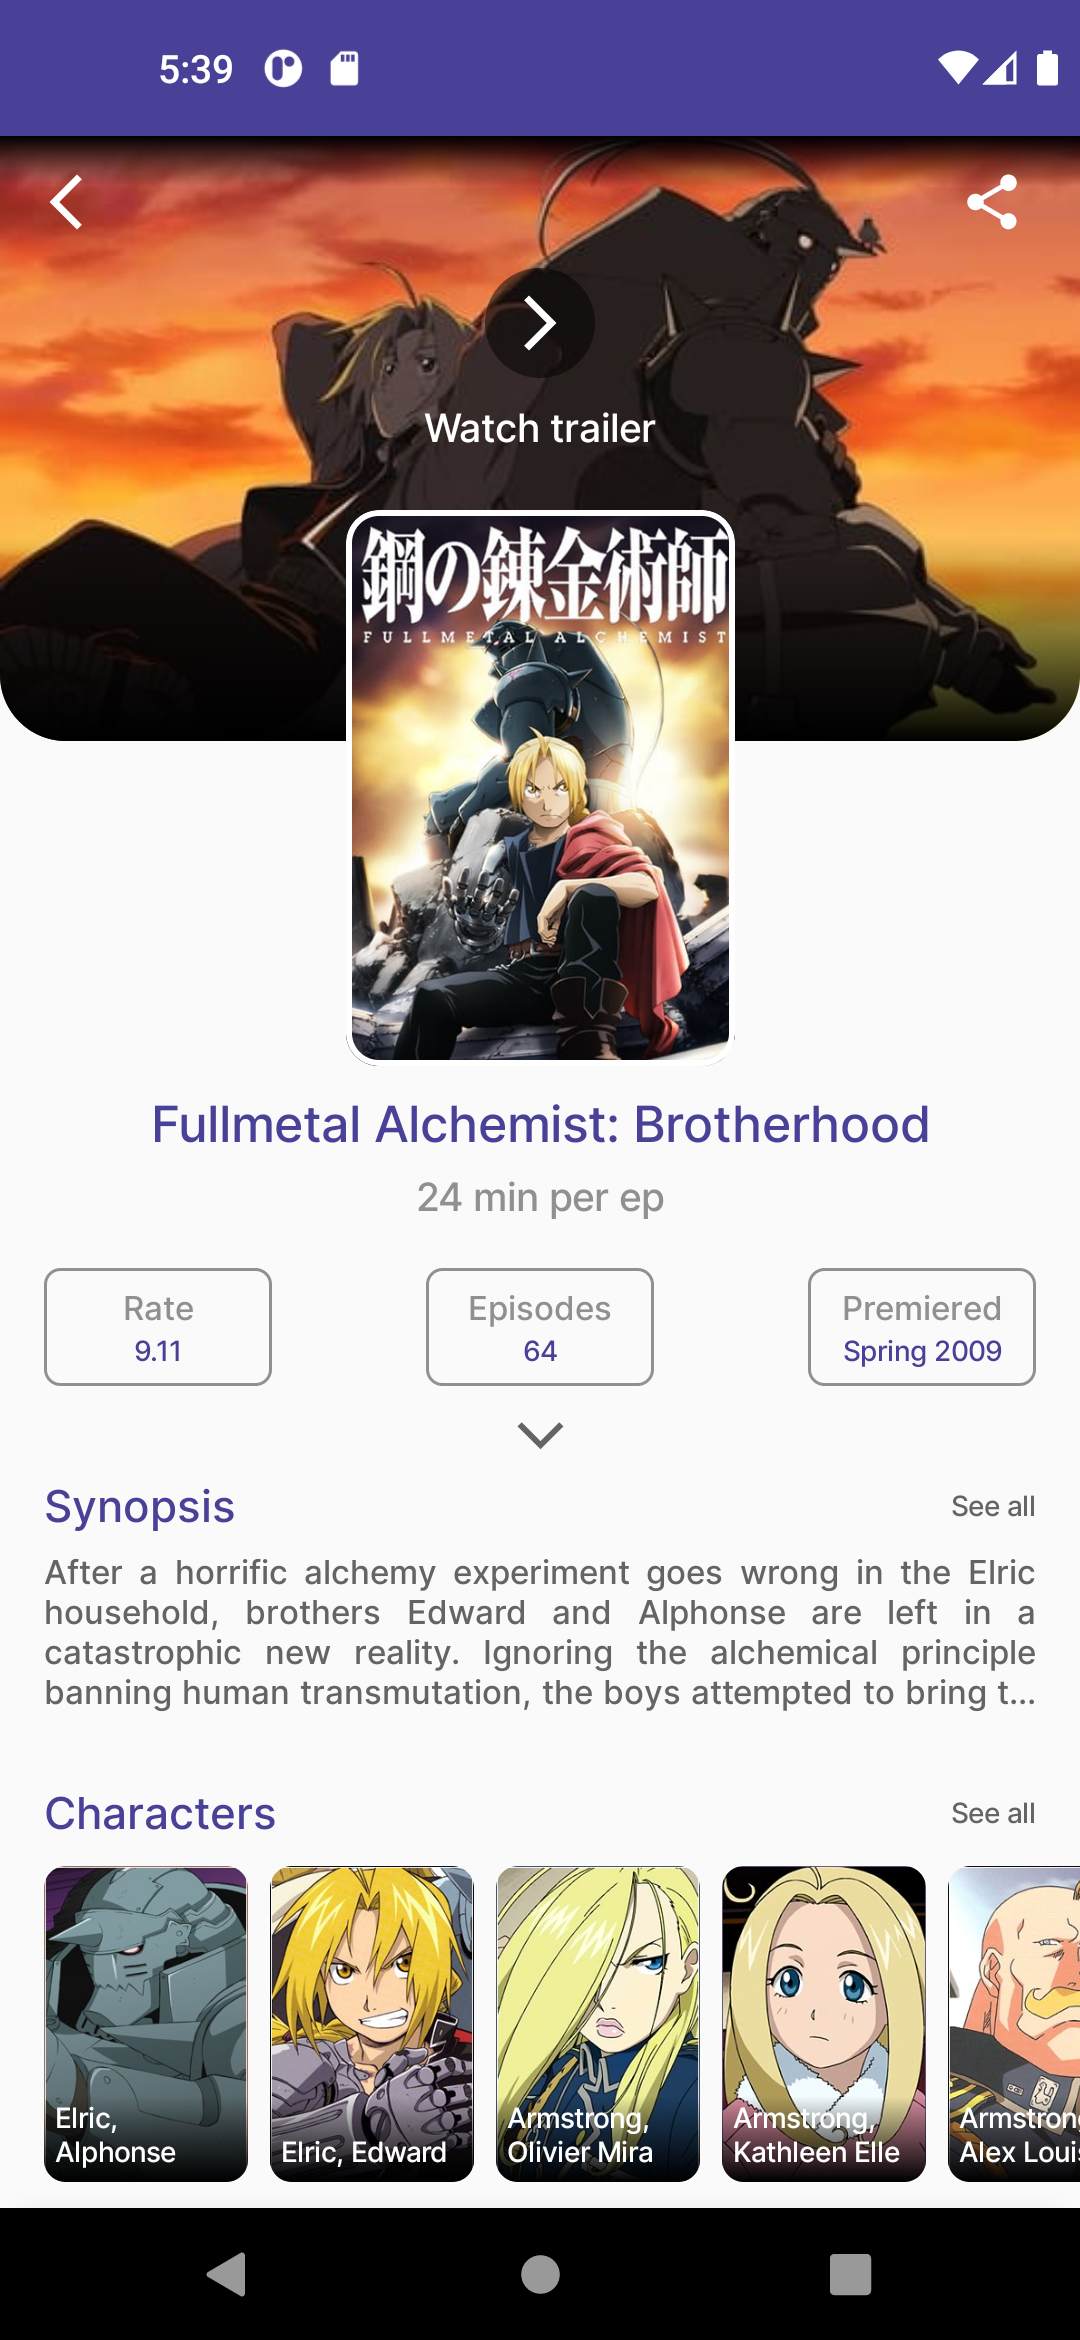 5:39
Watch trailer
鋼の錬金術師
FULLMETAL ALCHEMIST
Fullmetal Alchemist: Brotherhood
24 min per ep
Rate
9.11
Episodes
64
Premiered
Spring 2009
Synopsis
See all
After a horrific alchemy experiment goes wrong in the Elric
household, brothers Edward and Alphonse are left in a
catastrophic new reality. Ignoring the alchemical principle
banning human transmutation, the boys attempted to bring t...
Characters
See all
Elric,
Alphonse
Elric, Edward
Armstrong,
Olivier Mira
Armstrong,
Kathleen Elle
Armstrong
Alex Louis